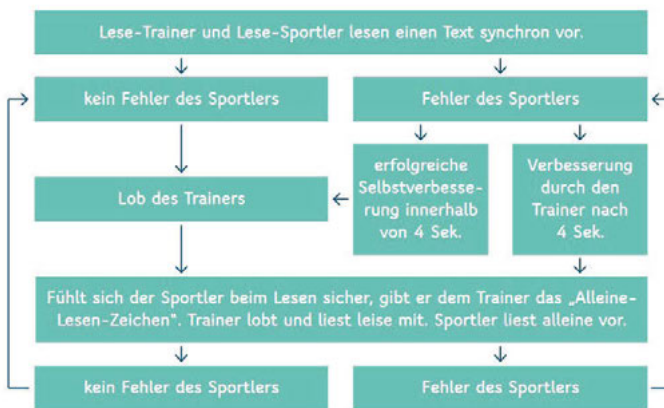 Lese-Trainer und Lese-Sportler lesen einen Text synchron vor.
kein Fehler des Sportlers
Fehler des Sportlers
Lob des Trainers
erfolgreiche
Selbstverbesse-
rung innerhalb
von 4 Sek.
Verbesserung
durch den
Trainer nach
4 Sek.
Fühlt sich der Sportler beim Lesen sicher, gibt er dem Trainer das „Alleine-
Lesen-Zeichen“. Trainer lobt und liest leise mit. Sportler liest alleine vor.
kein Fehler des Sportlers
Fehler des Sportlers